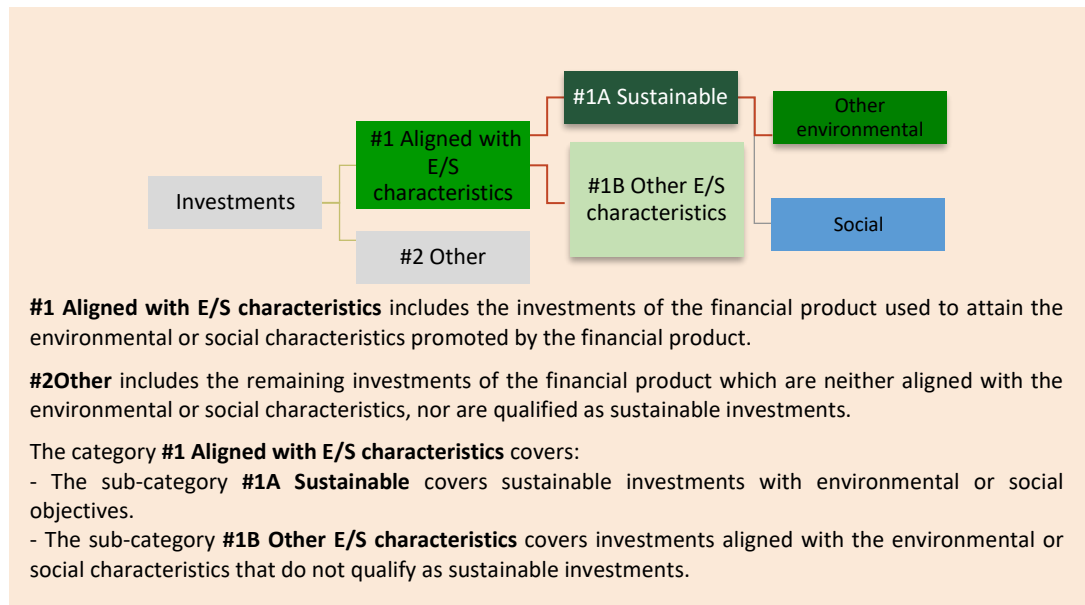 #1A Sustainable
Other
environmental
#1 Aligned with
E/S
characteristics
#1B Other E/S
characteristics
Investments
Social
#2 Other
#1 Aligned with E/S characteristics includes the investments of the financial product used to attain the
environmental or social characteristics promoted by the financial product.
#2Other includes the remaining investments of the financial product which are neither aligned with the
environmental or social characteristics, nor are qualified as sustainable investments.
The category #1 Aligned with E/S characteristics covers:
- The sub-category #1A Sustainable covers sustainable investments with environmental or social
objectives.
- The sub-category #1B Other E/S characteristics covers investments aligned with the environmental or
social characteristics that do not qualify as sustainable investments.